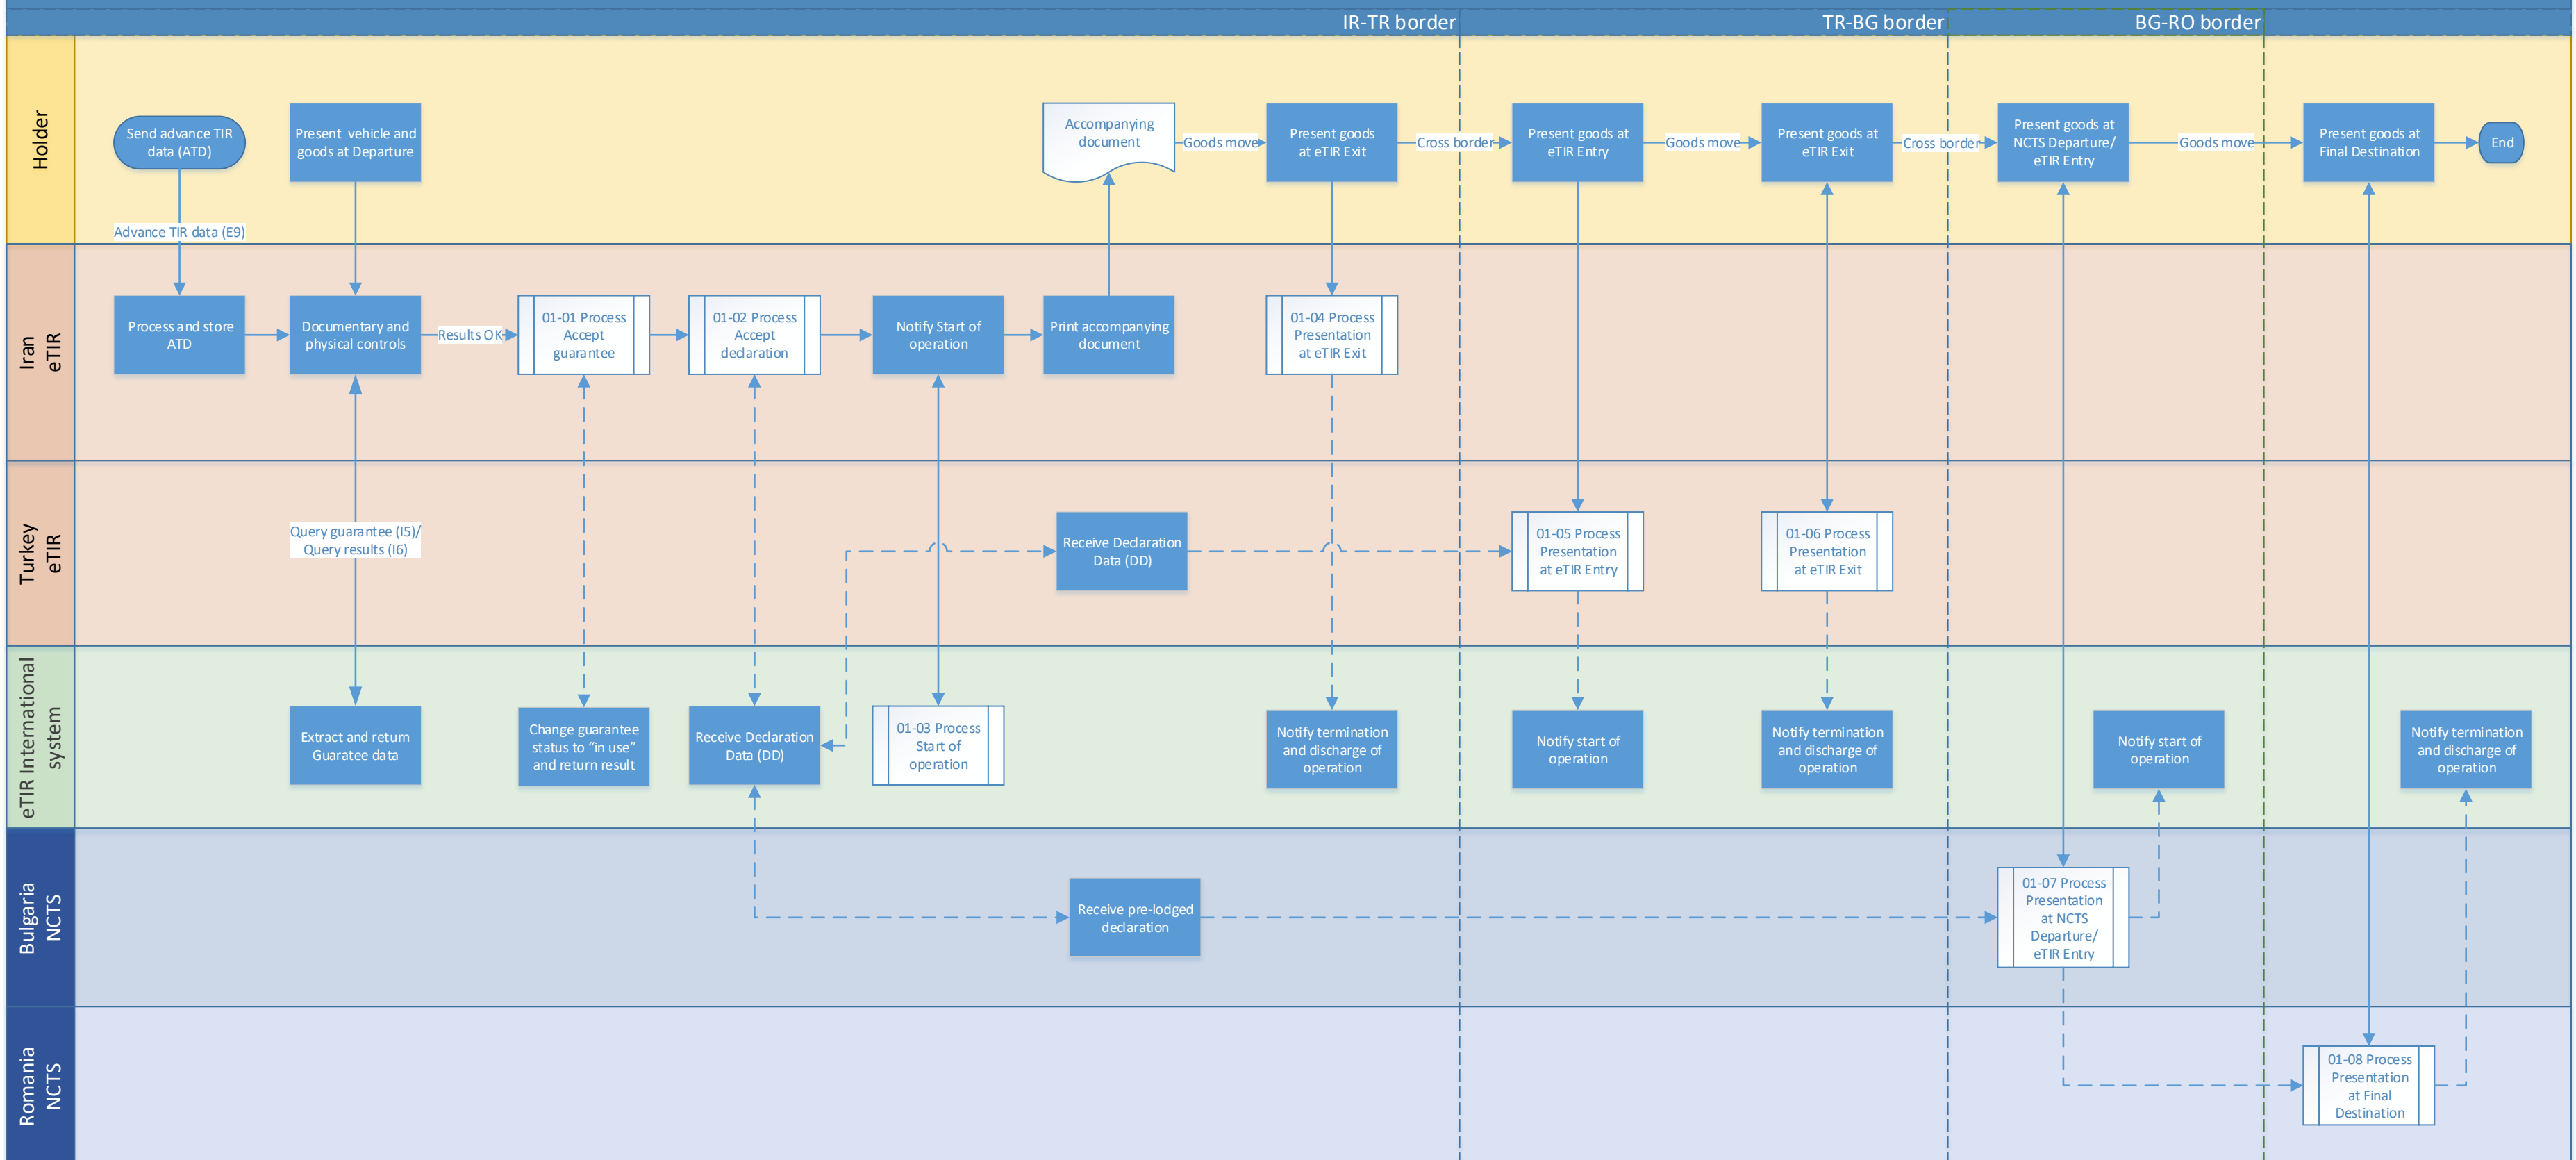 IR-TR border
TR-BG border
BG-RO border
Holder
Send advance TIR
data (ATD)
Present vehicle and
goods at Departure
Accompanying
document
Goods move
Present goods
at eTIR Exit
Cross border
Present goods at
eTIR Entry
Goods move
Present goods at
eTIR Exit
Cross border
Present goods at
NCTS Departure/
eTIR Entry
Goods move
Present goods at
Final Destination
End
Advance TIR data (E9)
Iran
eTIR
Process and store
ATD
Documentary and
physical controls
Results OK
01-01 Process
Accept
guarantee
01-02 Process
Accept
declaration
Notify Start of
operation
Print accompanying
document
01-04 Process
Presentation
at eTIR Exit
Turkey
eTIR
Query guarantee (I5)/
Query results (I6)
Receive Declaration
Data (DD)
01-05 Process
Presentation
at eTIR Entry
01-06 Process
Presentation
at eTIR Exit
eTIR International
system
Extract and return
Guaratee data
Change guarantee
status to “in use”
and return result
Receive Declaration
Data (DD)
01-03 Process
Start of
operation
Notify termination
and discharge of
operation
Notify start of
operation
Notify termination
and discharge of
operation
Notify start of
operation
Notify termination
and discharge of
operation
Bulgaria
NCTS
Receive pre-lodged
declaration
01-07 Process
Presentation
at NCTS
Departure/
eTIR Entry
Romania
NCTS
01-08 Process
Presentation
at Final
Destination